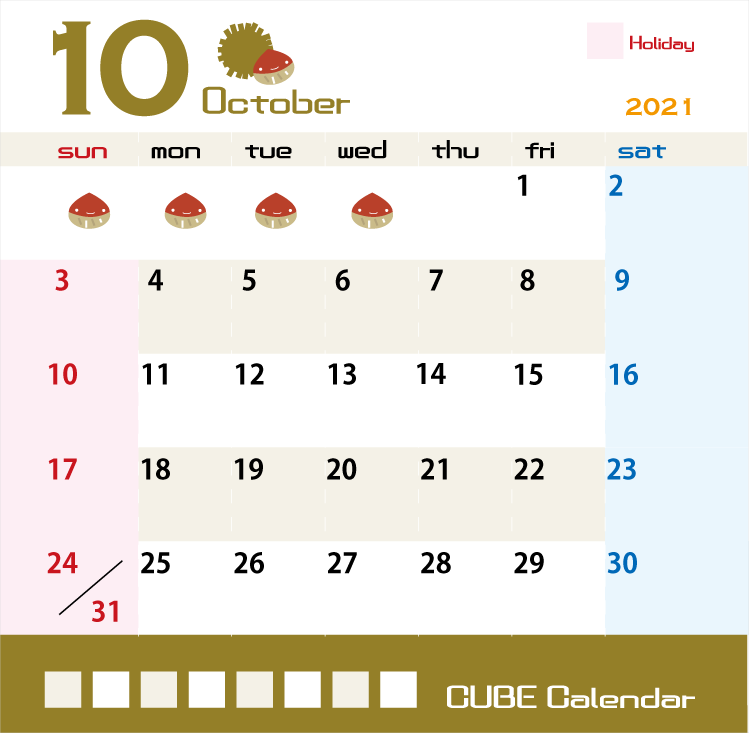 10 October
Holiday
2021
sun mon tue wed thu fri sat
1 2
3 4 5 6 7 8 9
10 11 12 13 14 15 16
17 18 19 20 21 22 23
24 25 26 27 28 29 30
31
CUBE Calendar